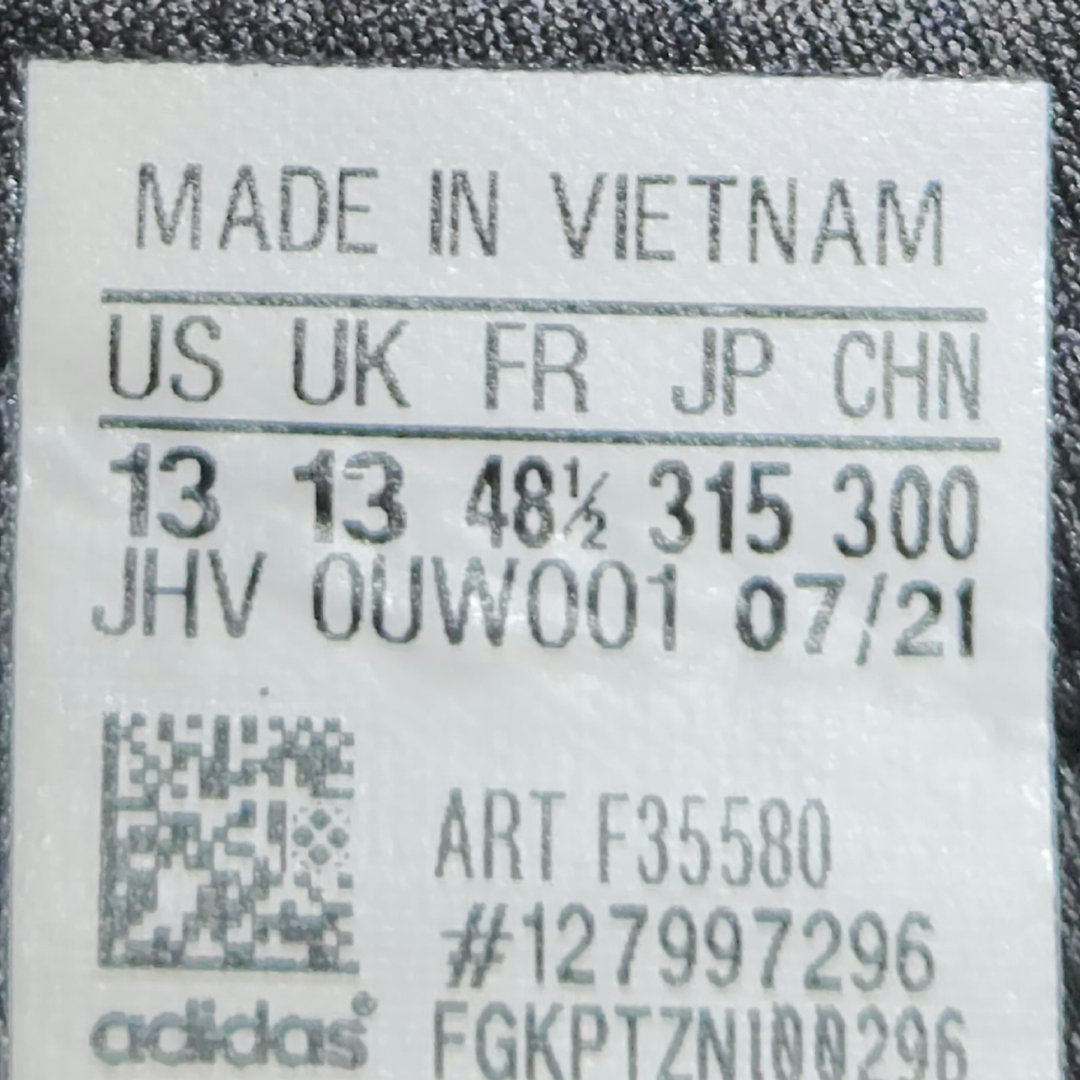 MADE IN VIETNAM
US UK FR JP CHN
13 13 48½ 315 300
JHV 0UW001 07/21
ART F35580
#127997296
adidas®